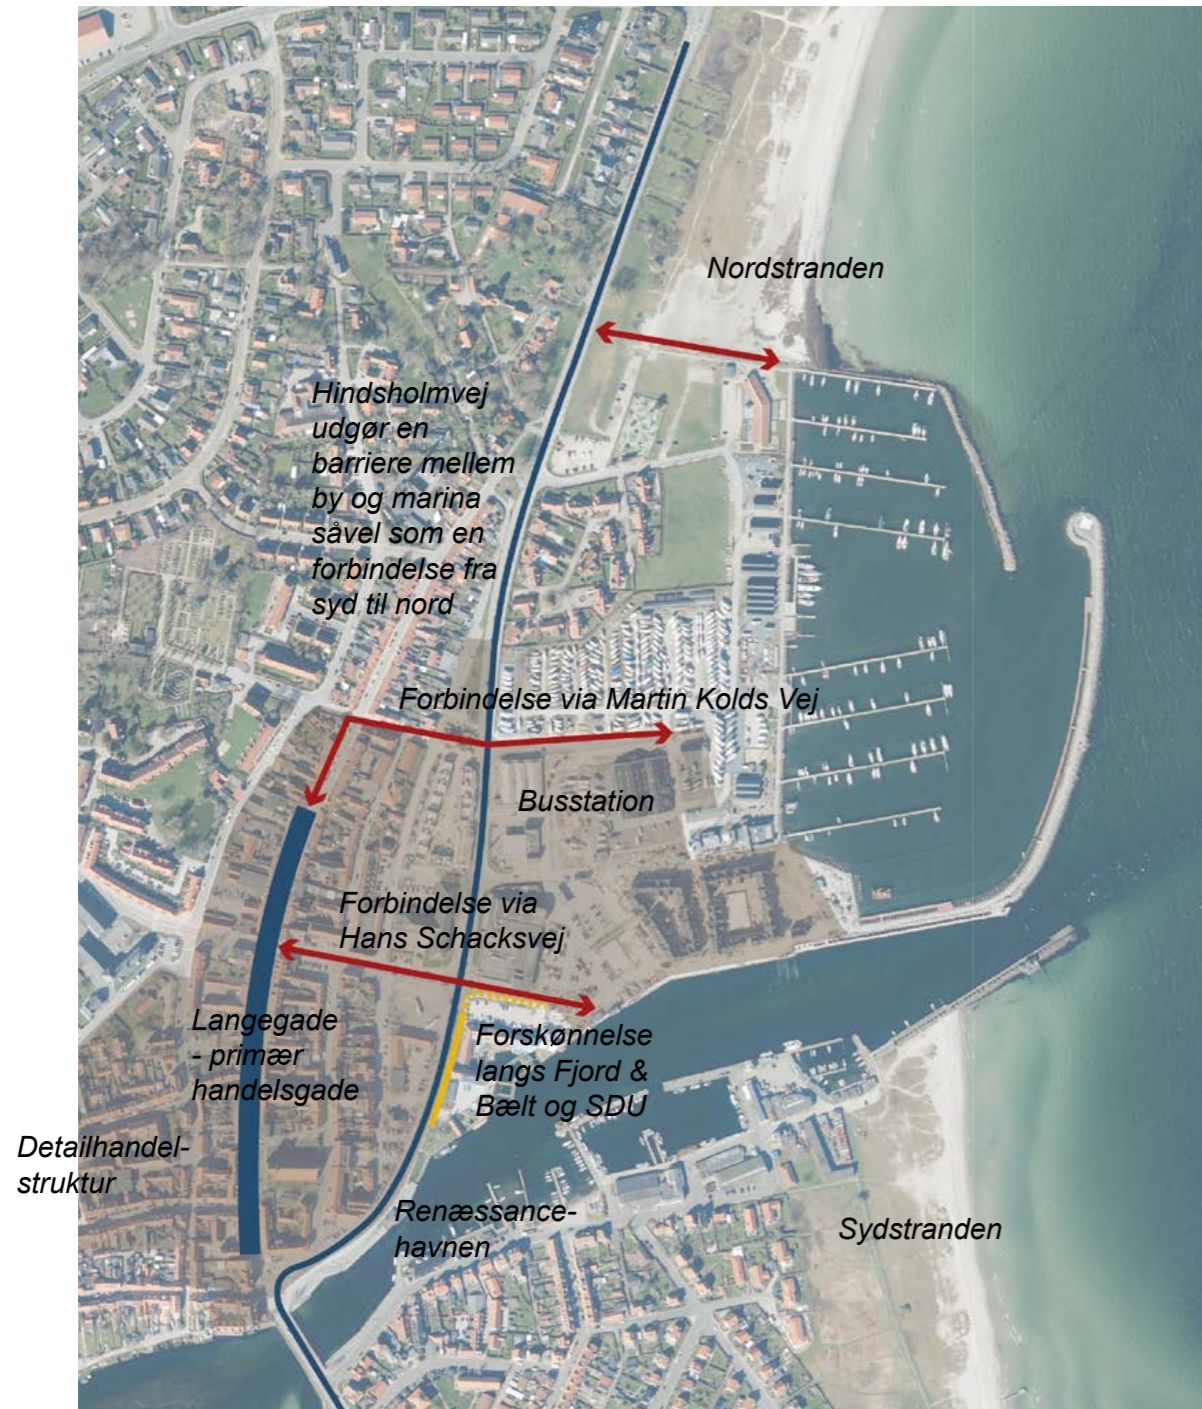 Nordstranden
Hindsholmvej
udgør en
barriere mellem
by og marina
såvel som en
forbindelse fra
syd til nord
Forbindelse via Martin Kolds Vej
Busstation
Forbindelse via
Hans Schacksvej
Langegade
- primær
handelsgade
Forskønnelse
langs Fjord &
Bælt og SDU
Detailhandel-
struktur
Renæssance-
havnen
Sydstranden